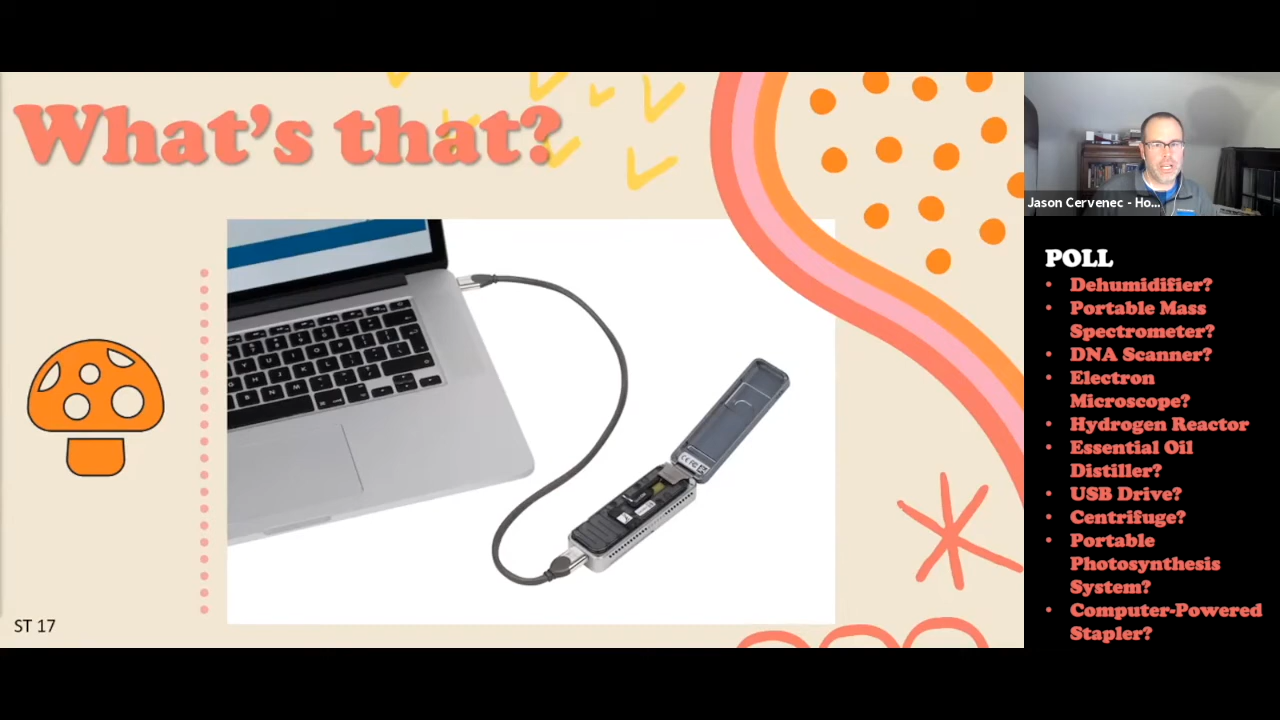 What's that?
Jason Cervenec - Ho...
POLL
• Dehumidifier?
• Portable Mass
Spectrometer?
• DNA Scanner?
• Electron
Microscope?
• Hydrogen Reactor
• Essential Oil
Distiller?
• USB Drive?
• Centrifuge?
• Portable
Photosynthesis
System?
• Computer-Powered
Stapler?
ST 17